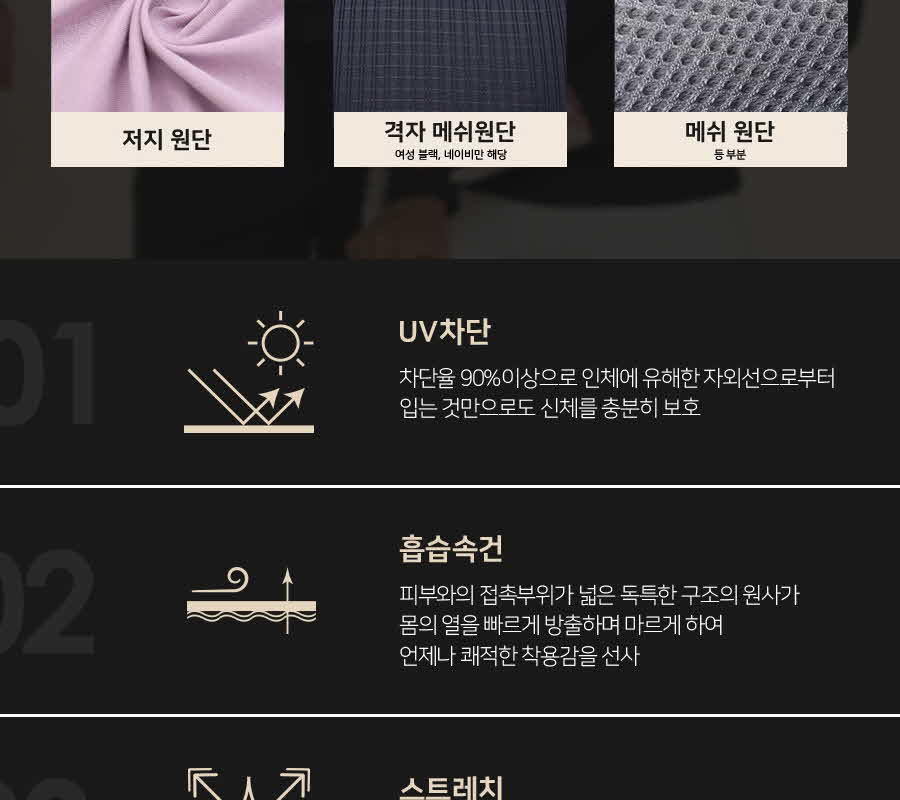 저지 원단
격자 메쉬원단
여성 블랙, 네이비만 해당
메쉬 원단
등 부분
01
UV차단
차단율 90%이상으로 인체에 유해한 자외선으로부터
입는 것만으로도 신체를 충분히 보호
02
흡습속건
피부와의 접촉부위가 넓은 독특한 구조의 원사가
몸의 열을 빠르게 방출하며 마르게 하여
언제나 쾌적한 착용감을 선사
03
스트레치